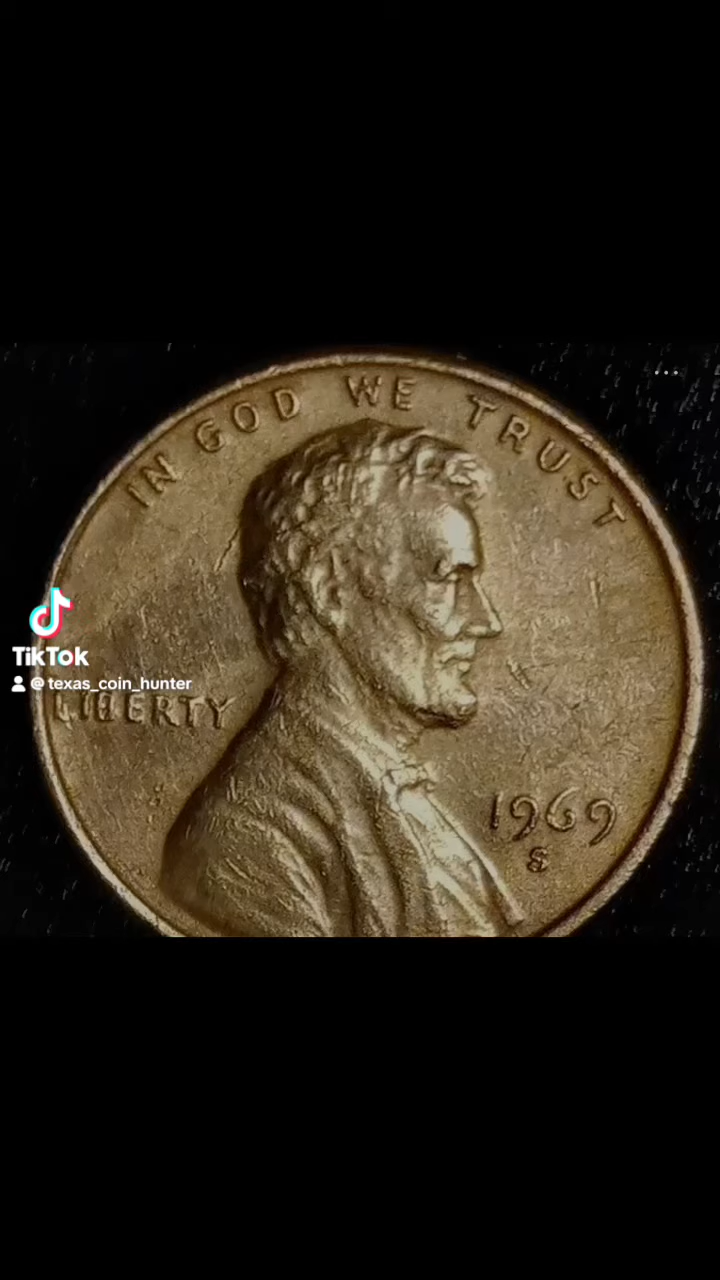 IN GOD WE TRUST
TikTok
@texas_coin_hunter
LIBERTY
1969
S